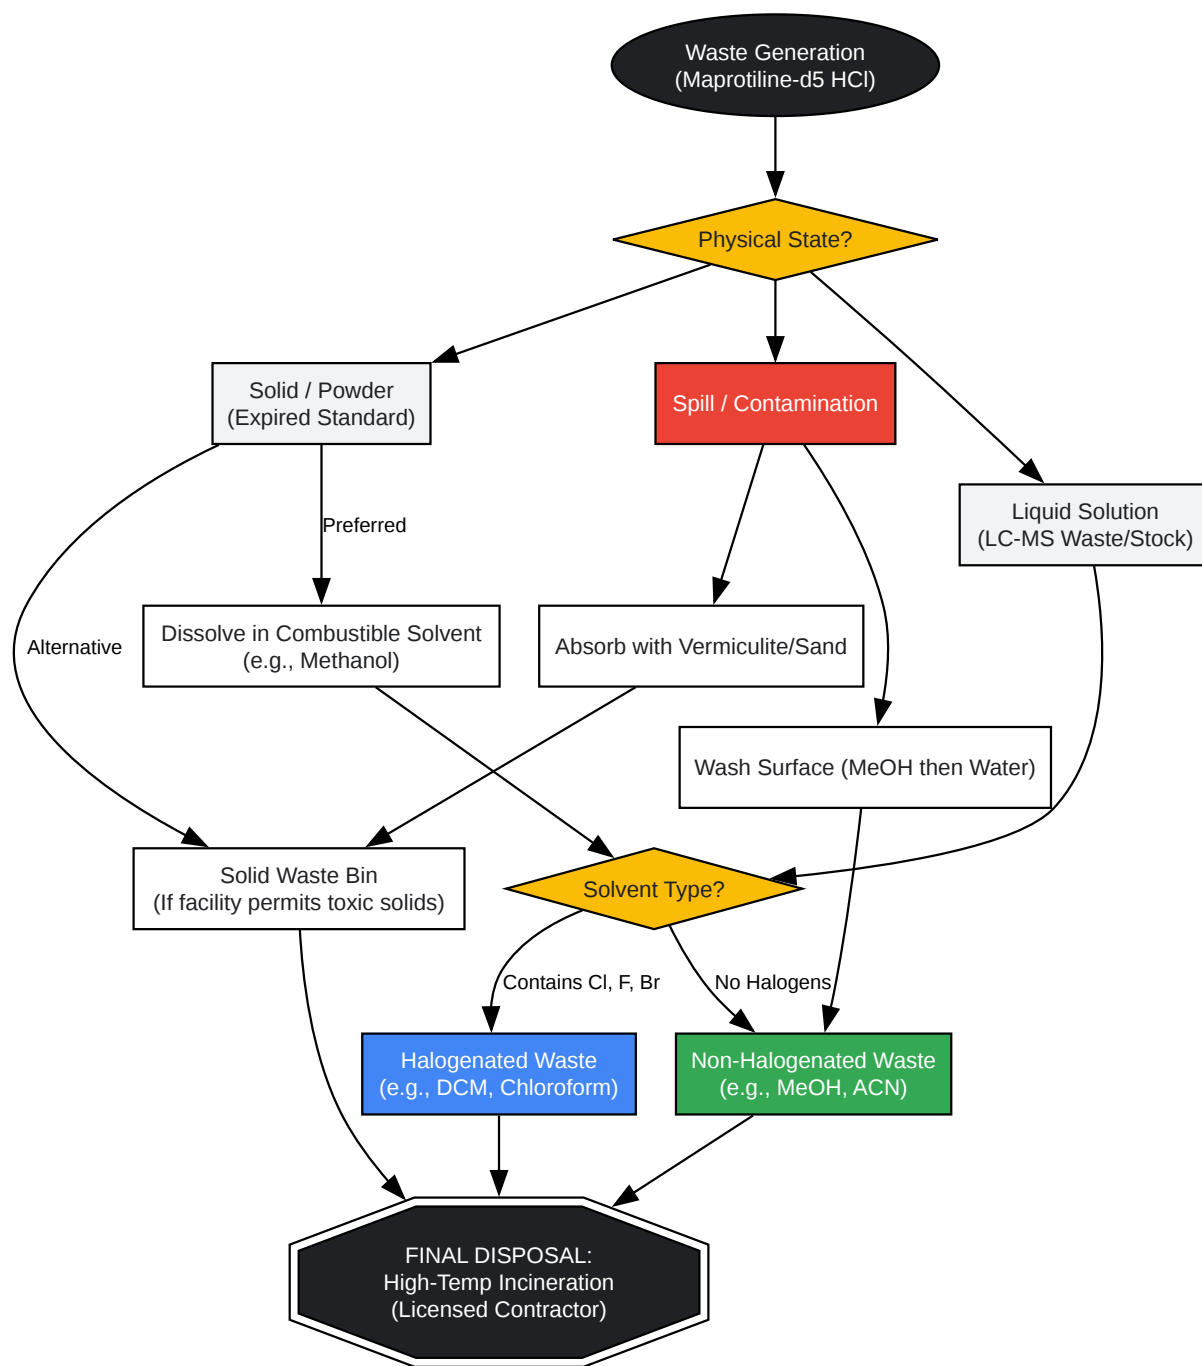 Waste Generation
(Maprotiline-d5 HCl)
Physical State?
Solid / Powder
(Expired Standard)
Spill / Contamination
Liquid Solution
(LC-MS Waste/Stock)
Preferred
Alternative
Dissolve in Combustible Solvent
(e.g., Methanol)
Absorb with Vermiculite/Sand
Wash Surface (MeOH then Water)
Solid Waste Bin
(If facility permits toxic solids)
Solvent Type?
Contains Cl, F, Br
No Halogens
Halogenated Waste
(e.g., DCM, Chloroform)
Non-Halogenated Waste
(e.g., MeOH, ACN)
FINAL DISPOSAL:
High-Temp Incineration
(Licensed Contractor)